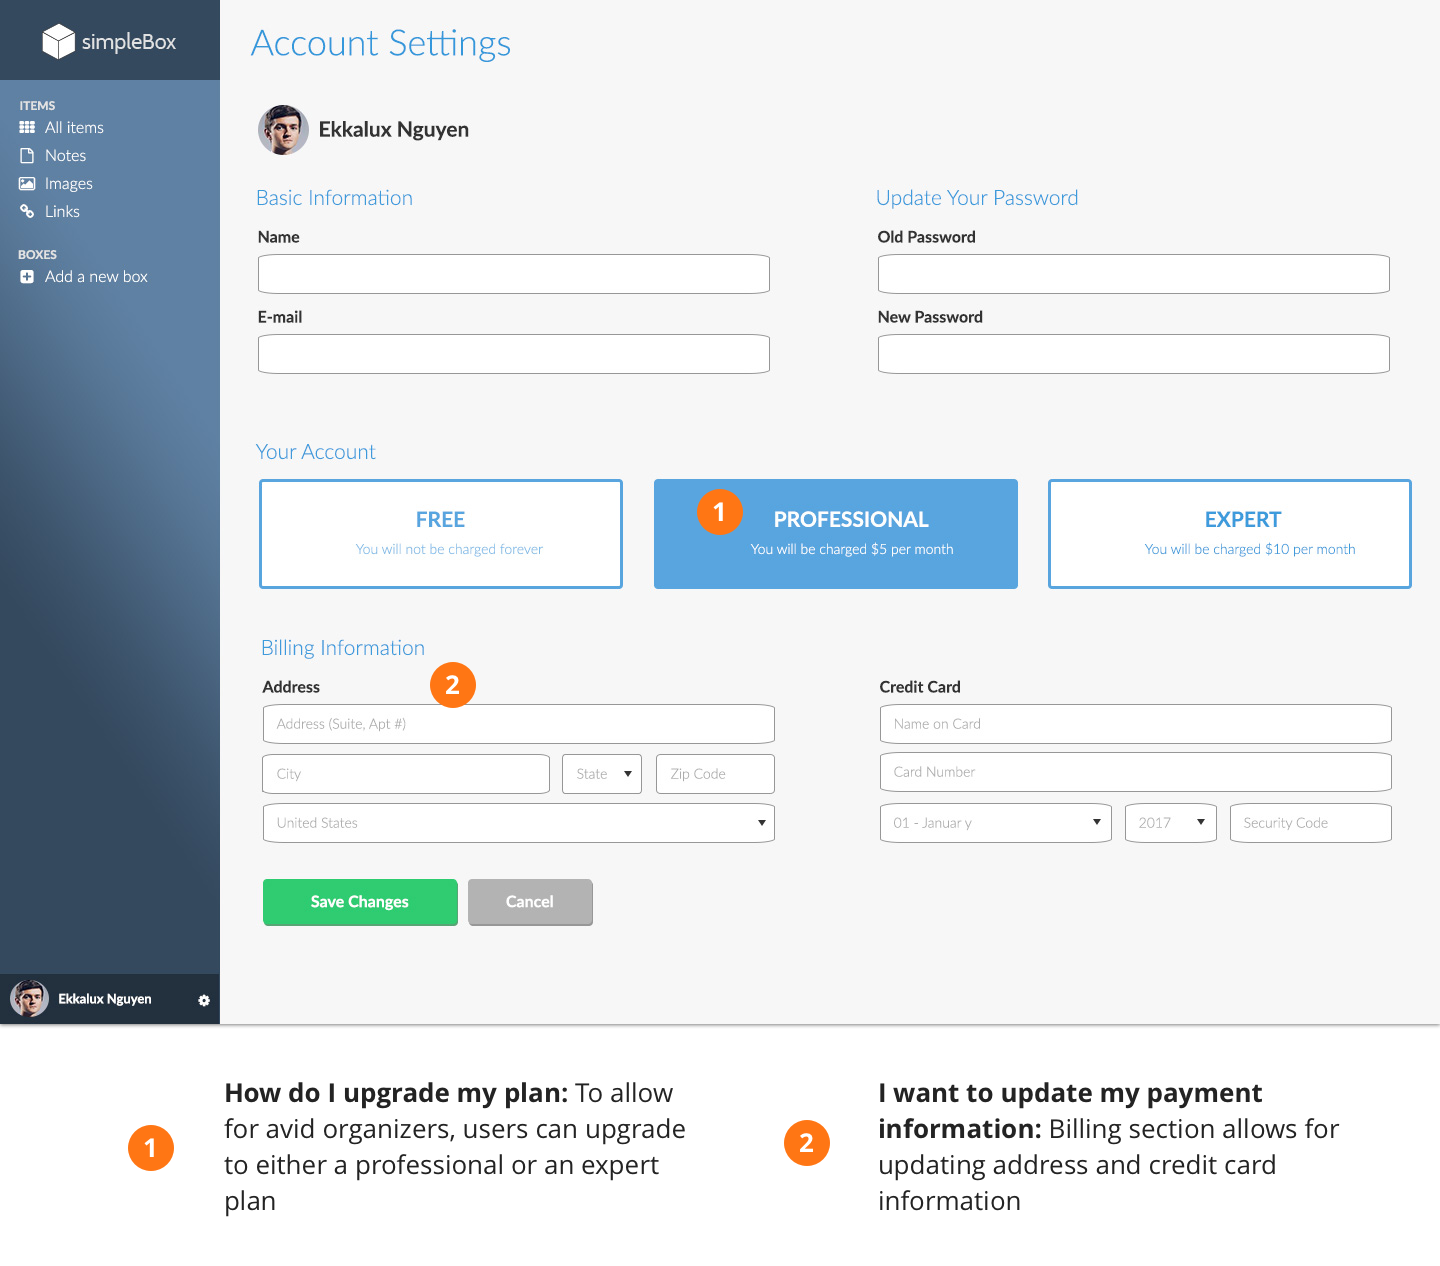 simpleBox
ITEMS
All items
Notes
Images
Links
BOXES
Add a new box
Ekkalux Nguyen
Account Settings
Ekkalux Nguyen
Basic Information
Name
E-mail
Update Your Password
Old Password
New Password
Your Account
FREE
You will not be charged forever
1
PROFESSIONAL
You will be charged $5 per month
EXPERT
You will be charged $10 per month
Billing Information
2
Address
Address (Suite, Apt #)
City
State
Zip Code
United States
Credit Card
Name on Card
Card Number
01 - Januar y
2017
Security Code
Save Changes
Cancel
1
How do I upgrade my plan: To allow
for avid organizers, users can upgrade
to either a professional or an expert
plan
2
I want to update my payment
information: Billing section allows for
updating address and credit card
information